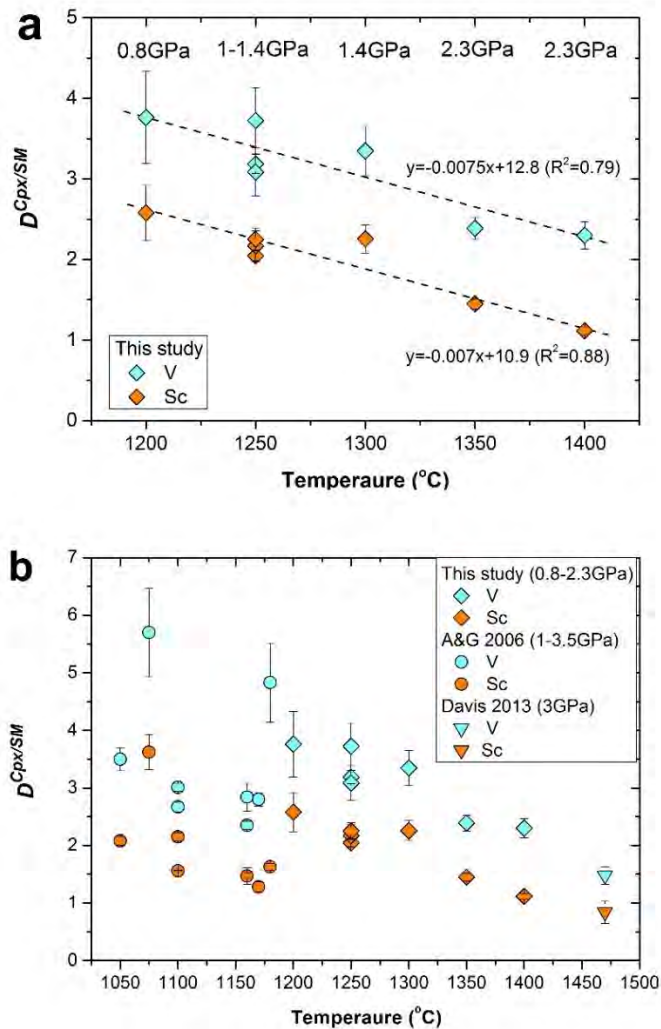 a
0.8GPa 1-1.4GPa 1.4GPa 2.3GPa 2.3GPa
5
4
3
2
1
0
D^Cpx/SM
y=-0.0075x+12.8 (R²=0.79)
y=-0.007x+10.9 (R²=0.88)
This study
V
Sc
1200 1250 1300 1350 1400
Temperaure (°C)
b
7
6
5
4
3
2
1
0
D^Cpx/SM
This study (0.8-2.3GPa)
V
Sc
A&G 2006 (1-3.5GPa)
V
Sc
Davis 2013 (3GPa)
V
Sc
1050 1100 1150 1200 1250 1300 1350 1400 1450 1500
Temperaure (°C)